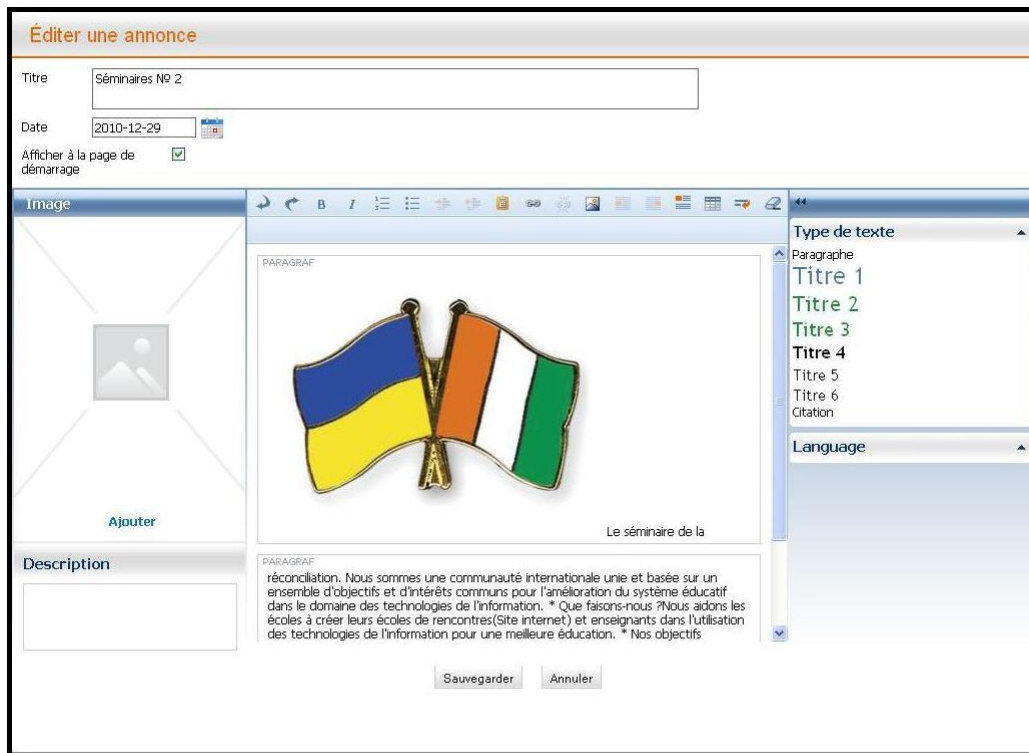 Éditer une annonce
Titre
Séminaires Nº 2
Date
2010-12-29
Afficher à la page de
démarrage
Image
B I
Type de texte
Paragraphe
Titre 1
Titre 2
Titre 3
Titre 4
Titre 5
Titre 6
Citation
Language
PARAGRAF
Le séminaire de la
Ajouter
Description
PARAGRAF
réconciliation. Nous sommes une communauté internationale unie et basée sur un
ensemble d'objectifs et d'intérêts communs pour l'amélioration du système éducatif
dans le domaine des technologies de l'information. * Que faisons-nous ?Nous aidons les
écoles à créer leurs écoles de rencontres(Site internet) et enseignants dans l'utilisation
des technologies de l'information pour une meilleure éducation. * Nos objectifs
Sauvegarder
Annuler